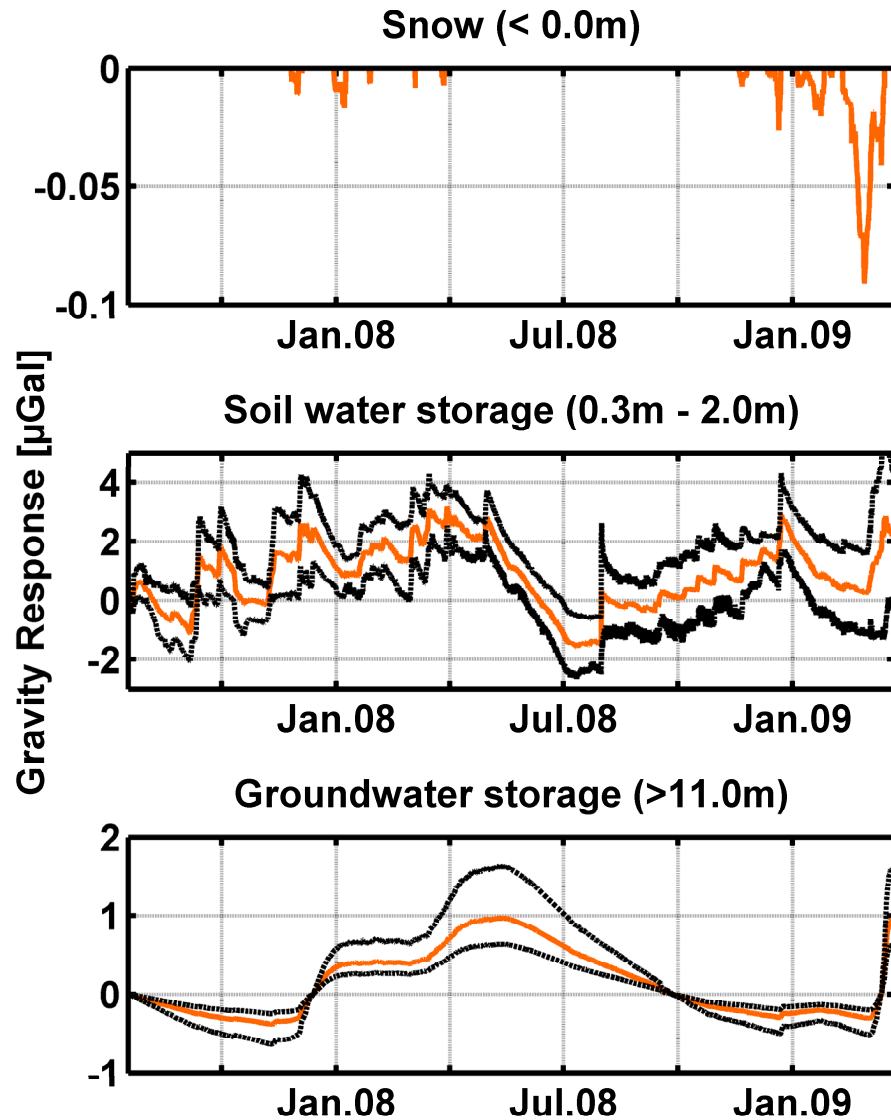 Snow (< 0.0m)
0
-0.05
-0.1
Jan.08 Jul.08 Jan.09
Gravity Response [µGal]
Soil water storage (0.3m - 2.0m)
4
2
0
-2
Jan.08 Jul.08 Jan.09
Groundwater storage (>11.0m)
2
1
0
-1
Jan.08 Jul.08 Jan.09